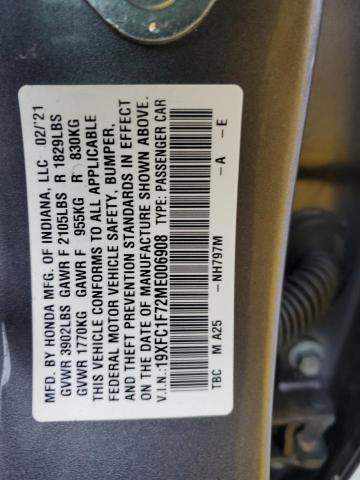 MFD. BY HONDA MFG. OF INDIANA, LLC 02/'21
GVWR 3902LBS GAWR F 2105LBS R 1829LBS
GVWR 1770KG GAWR F 955KG R 830KG
THIS VEHICLE CONFORMS TO ALL APPLICABLE
FEDERAL MOTOR VEHICLE SAFETY, BUMPER,
AND THEFT PREVENTION STANDARDS IN EFFECT
ON THE DATE OF MANUFACTURE SHOWN ABOVE.
V.I.N.:19XFC1F72ME006908 TYPE: PASSENGER CAR
TBC M A25 -NH797M -A -E